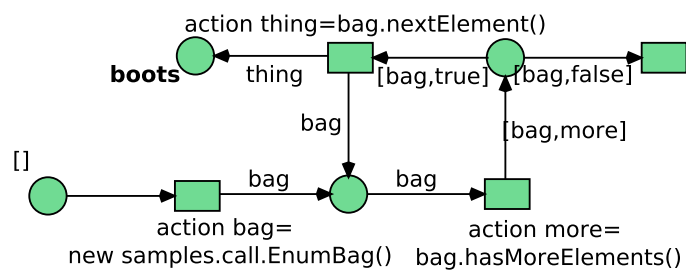 action thing=bag.nextElement()
boots
thing
[bag,true]
[bag,false]
bag
[bag,more]
[]
bag
bag
action bag=
new samples.call.EnumBag()
action more=
bag.hasMoreElements()